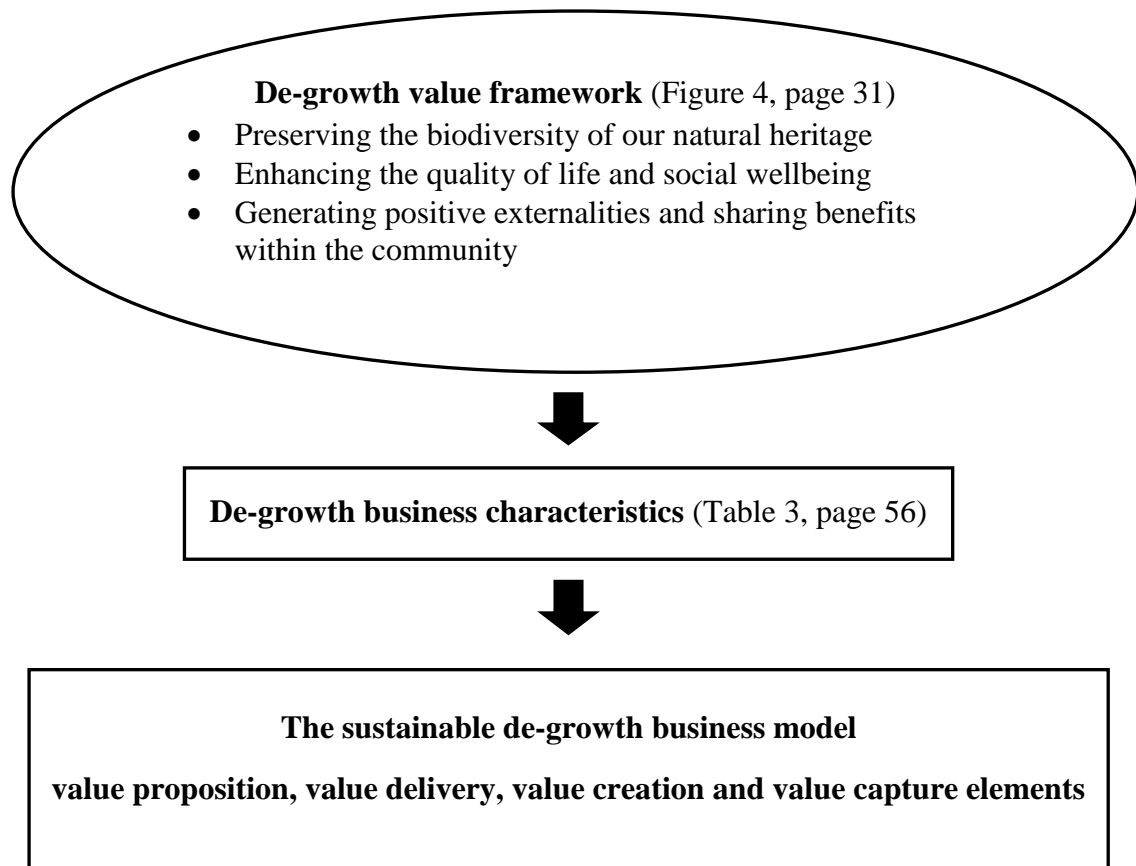 De-growth value framework (Figure 4, page 31)
• Preserving the biodiversity of our natural heritage
• Enhancing the quality of life and social wellbeing
• Generating positive externalities and sharing benefits
within the community
De-growth business characteristics (Table 3, page 56)
The sustainable de-growth business model
value proposition, value delivery, value creation and value capture elements